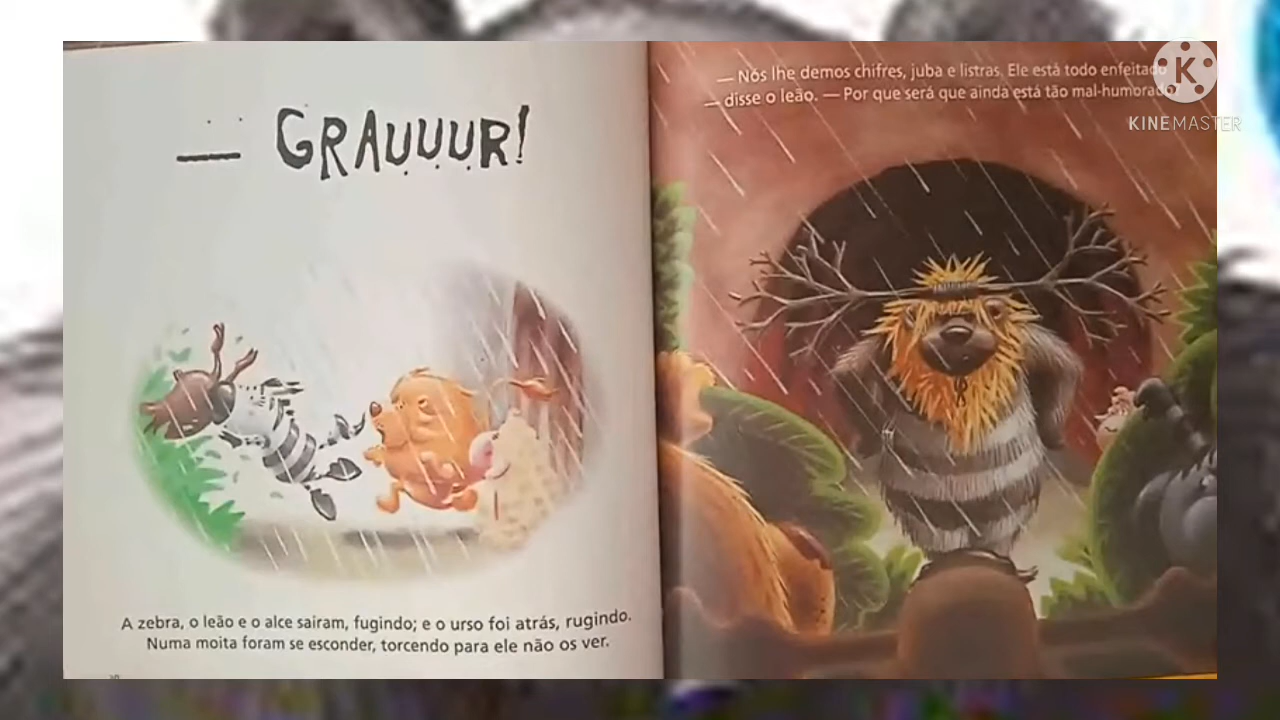 — GRAUUUR!
A zebra, o leão e o alce sairam, fugindo; e o urso foi atrás, rugindo.
Numa moita foram se esconder, torcendo para ele não os ver.
— Nós lhe demos chifres, juba e listras. Ele está todo enfeitado
— disse o leão. — Por que será que ainda está tão mal-humorado?
K
KINEMASTER